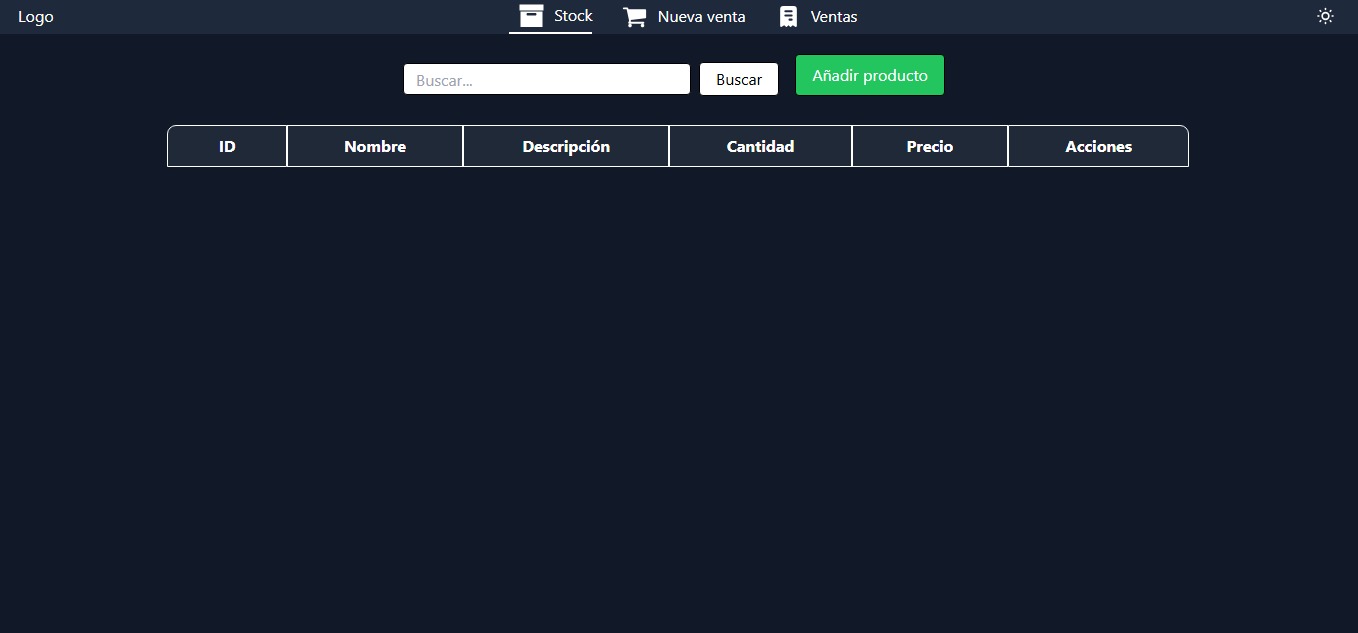 Logo Stock Nueva venta Ventas
Buscar... Buscar Añadir producto
ID Nombre Descripción Cantidad Precio Acciones